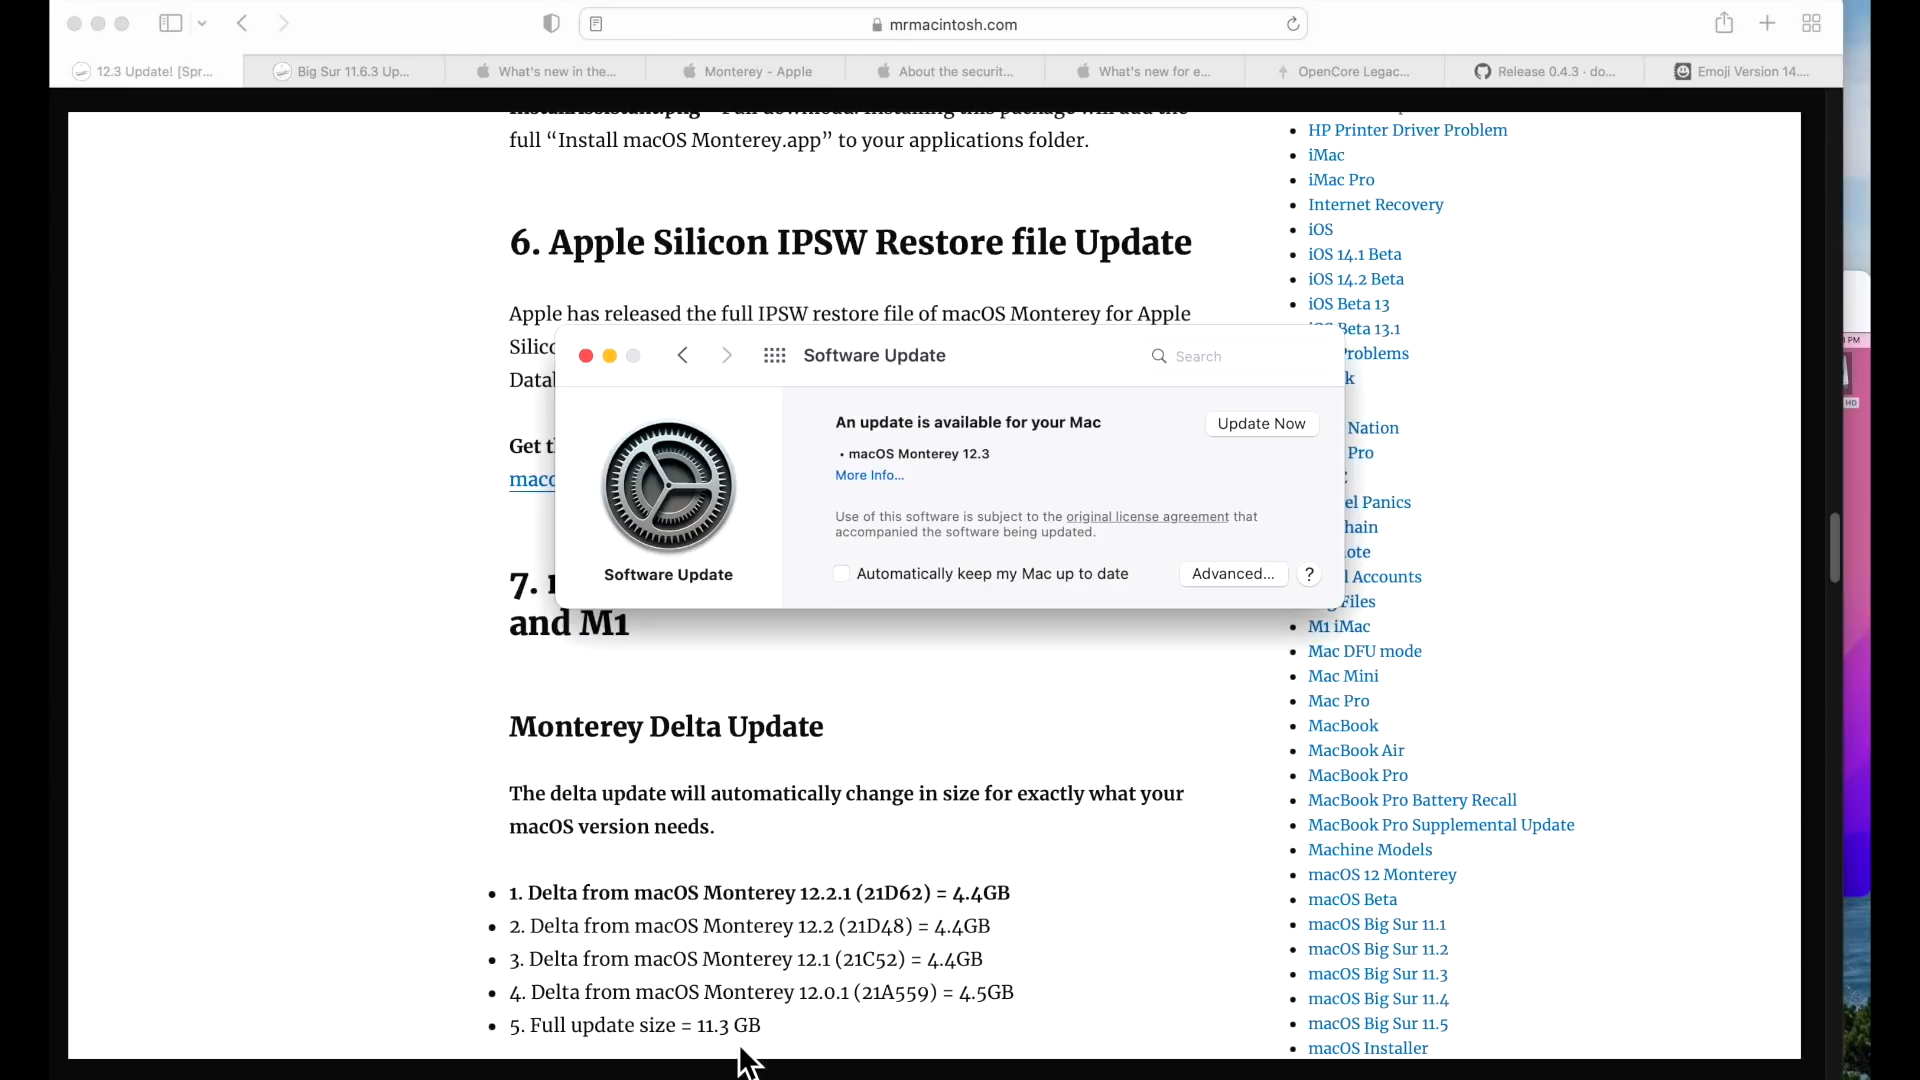 mrmacintosh.com
12.3 Update! [Spr...
Big Sur 11.6.3 Up...
What's new in the...
Monterey - Apple
About the securit...
What's new for e...
OpenCore Legac...
Release 0.4.3 · do...
Emoji Version 14....
full “Install macOS Monterey.app” to your applications folder.
6. Apple Silicon IPSW Restore file Update
Apple has released the full IPSW restore file of macOS Monterey for Apple
Get
7.
and M1
Software Update
Search
An update is available for your Mac
Update Now
• macOS Monterey 12.3
More Info...
Use of this software is subject to the original license agreement that
accompanied the software being updated.
Software Update
Automatically keep my Mac up to date
Advanced...
?
Monterey Delta Update
The delta update will automatically change in size for exactly what your
macOS version needs.
• 1. Delta from macOS Monterey 12.2.1 (21D62) = 4.4GB
• 2. Delta from macOS Monterey 12.2 (21D48) = 4.4GB
• 3. Delta from macOS Monterey 12.1 (21C52) = 4.4GB
• 4. Delta from macOS Monterey 12.0.1 (21A559) = 4.5GB
• 5. Full update size = 11.3 GB
• HP Printer Driver Problem
• iMac
• iMac Pro
• Internet Recovery
• iOS
• iOS 14.1 Beta
• iOS 14.2 Beta
• iOS Beta 13
Beta 13.1
Problems
k
Nation
Pro
el Panics
hain
ote
l Accounts
Files
• M1 iMac
• Mac DFU mode
• Mac Mini
• Mac Pro
• MacBook
• MacBook Air
• MacBook Pro
• MacBook Pro Battery Recall
• MacBook Pro Supplemental Update
• Machine Models
• macOS 12 Monterey
• macOS Beta
• macOS Big Sur 11.1
• macOS Big Sur 11.2
• macOS Big Sur 11.3
• macOS Big Sur 11.4
• macOS Big Sur 11.5
• macOS Installer
PM
HD